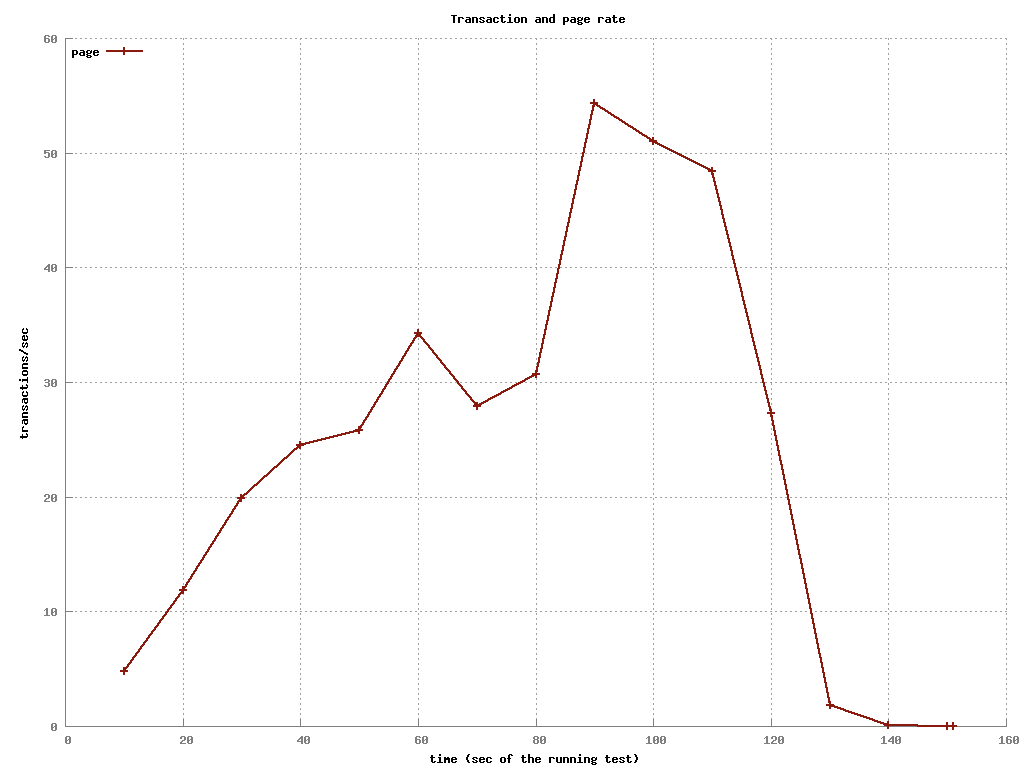 Transaction and page rate
page
60
50
40
30
20
10
0
transactions/sec
0 20 40 60 80 100 120 140 160
time (sec of the running test)